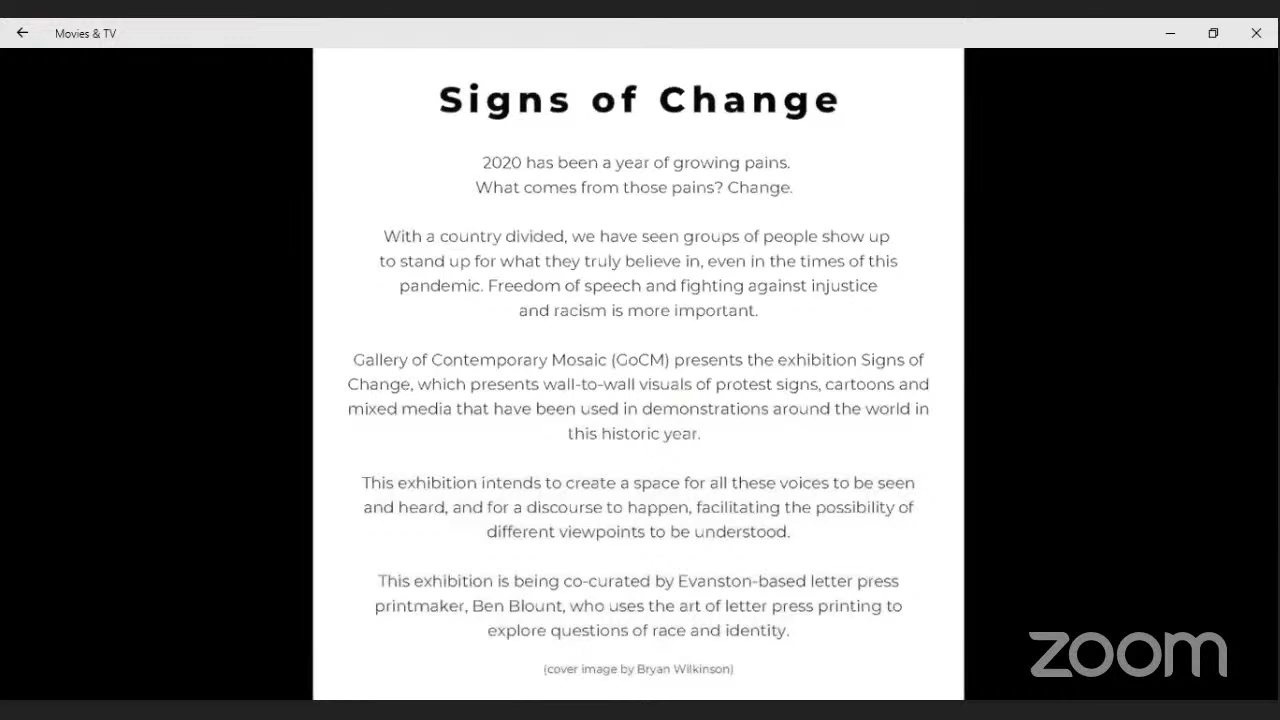 Movies & TV
Signs of Change
2020 has been a year of growing pains.
What comes from those pains? Change.
With a country divided, we have seen groups of people show up
to stand up for what they truly believe in, even in the times of this
pandemic. Freedom of speech and fighting against injustice
and racism is more important.
Gallery of Contemporary Mosaic (GoCM) presents the exhibition Signs of
Change, which presents wall-to-wall visuals of protest signs, cartoons and
mixed media that have been used in demonstrations around the world in
this historic year.
This exhibition intends to create a space for all these voices to be seen
and heard, and for a discourse to happen, facilitating the possibility of
different viewpoints to be understood.
This exhibition is being co-curated by Evanston-based letter press
printmaker, Ben Blount, who uses the art of letter press printing to
explore questions of race and identity.
(cover image by Bryan Wilkinson)
zoom